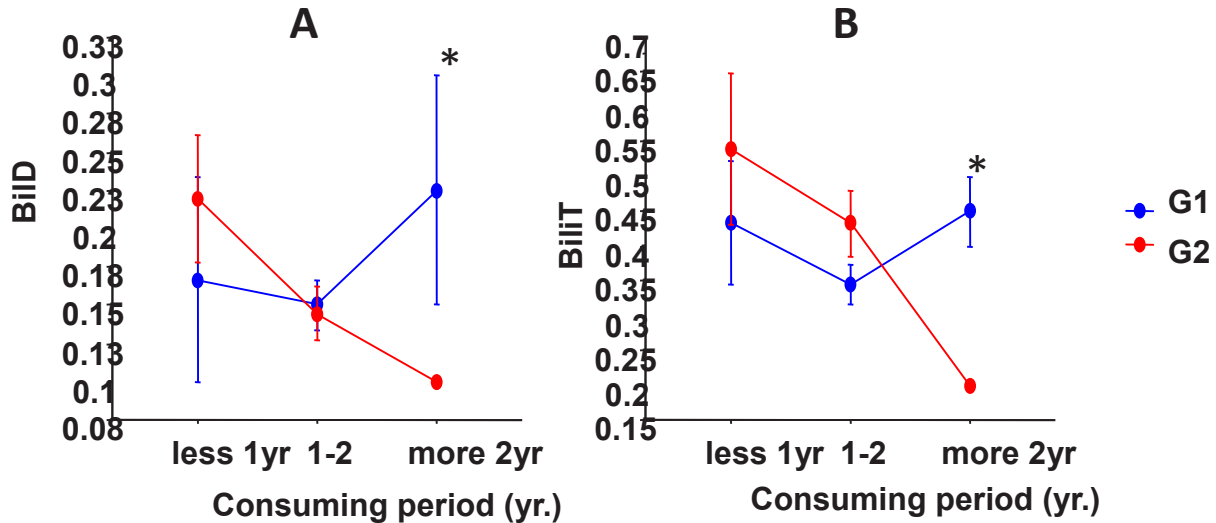 A
0.33
0.3
0.28
0.25
0.23
0.2
0.18
0.15
0.13
0.1
0.08
BilD
*
less 1yr 1-2 more 2yr
Consuming period (yr.)
B
0.7
0.65
0.6
0.55
0.5
0.45
0.4
0.35
0.3
0.25
0.2
0.15
BiliT
*
less 1yr 1-2 more 2yr
Consuming period (yr.)
G1
G2